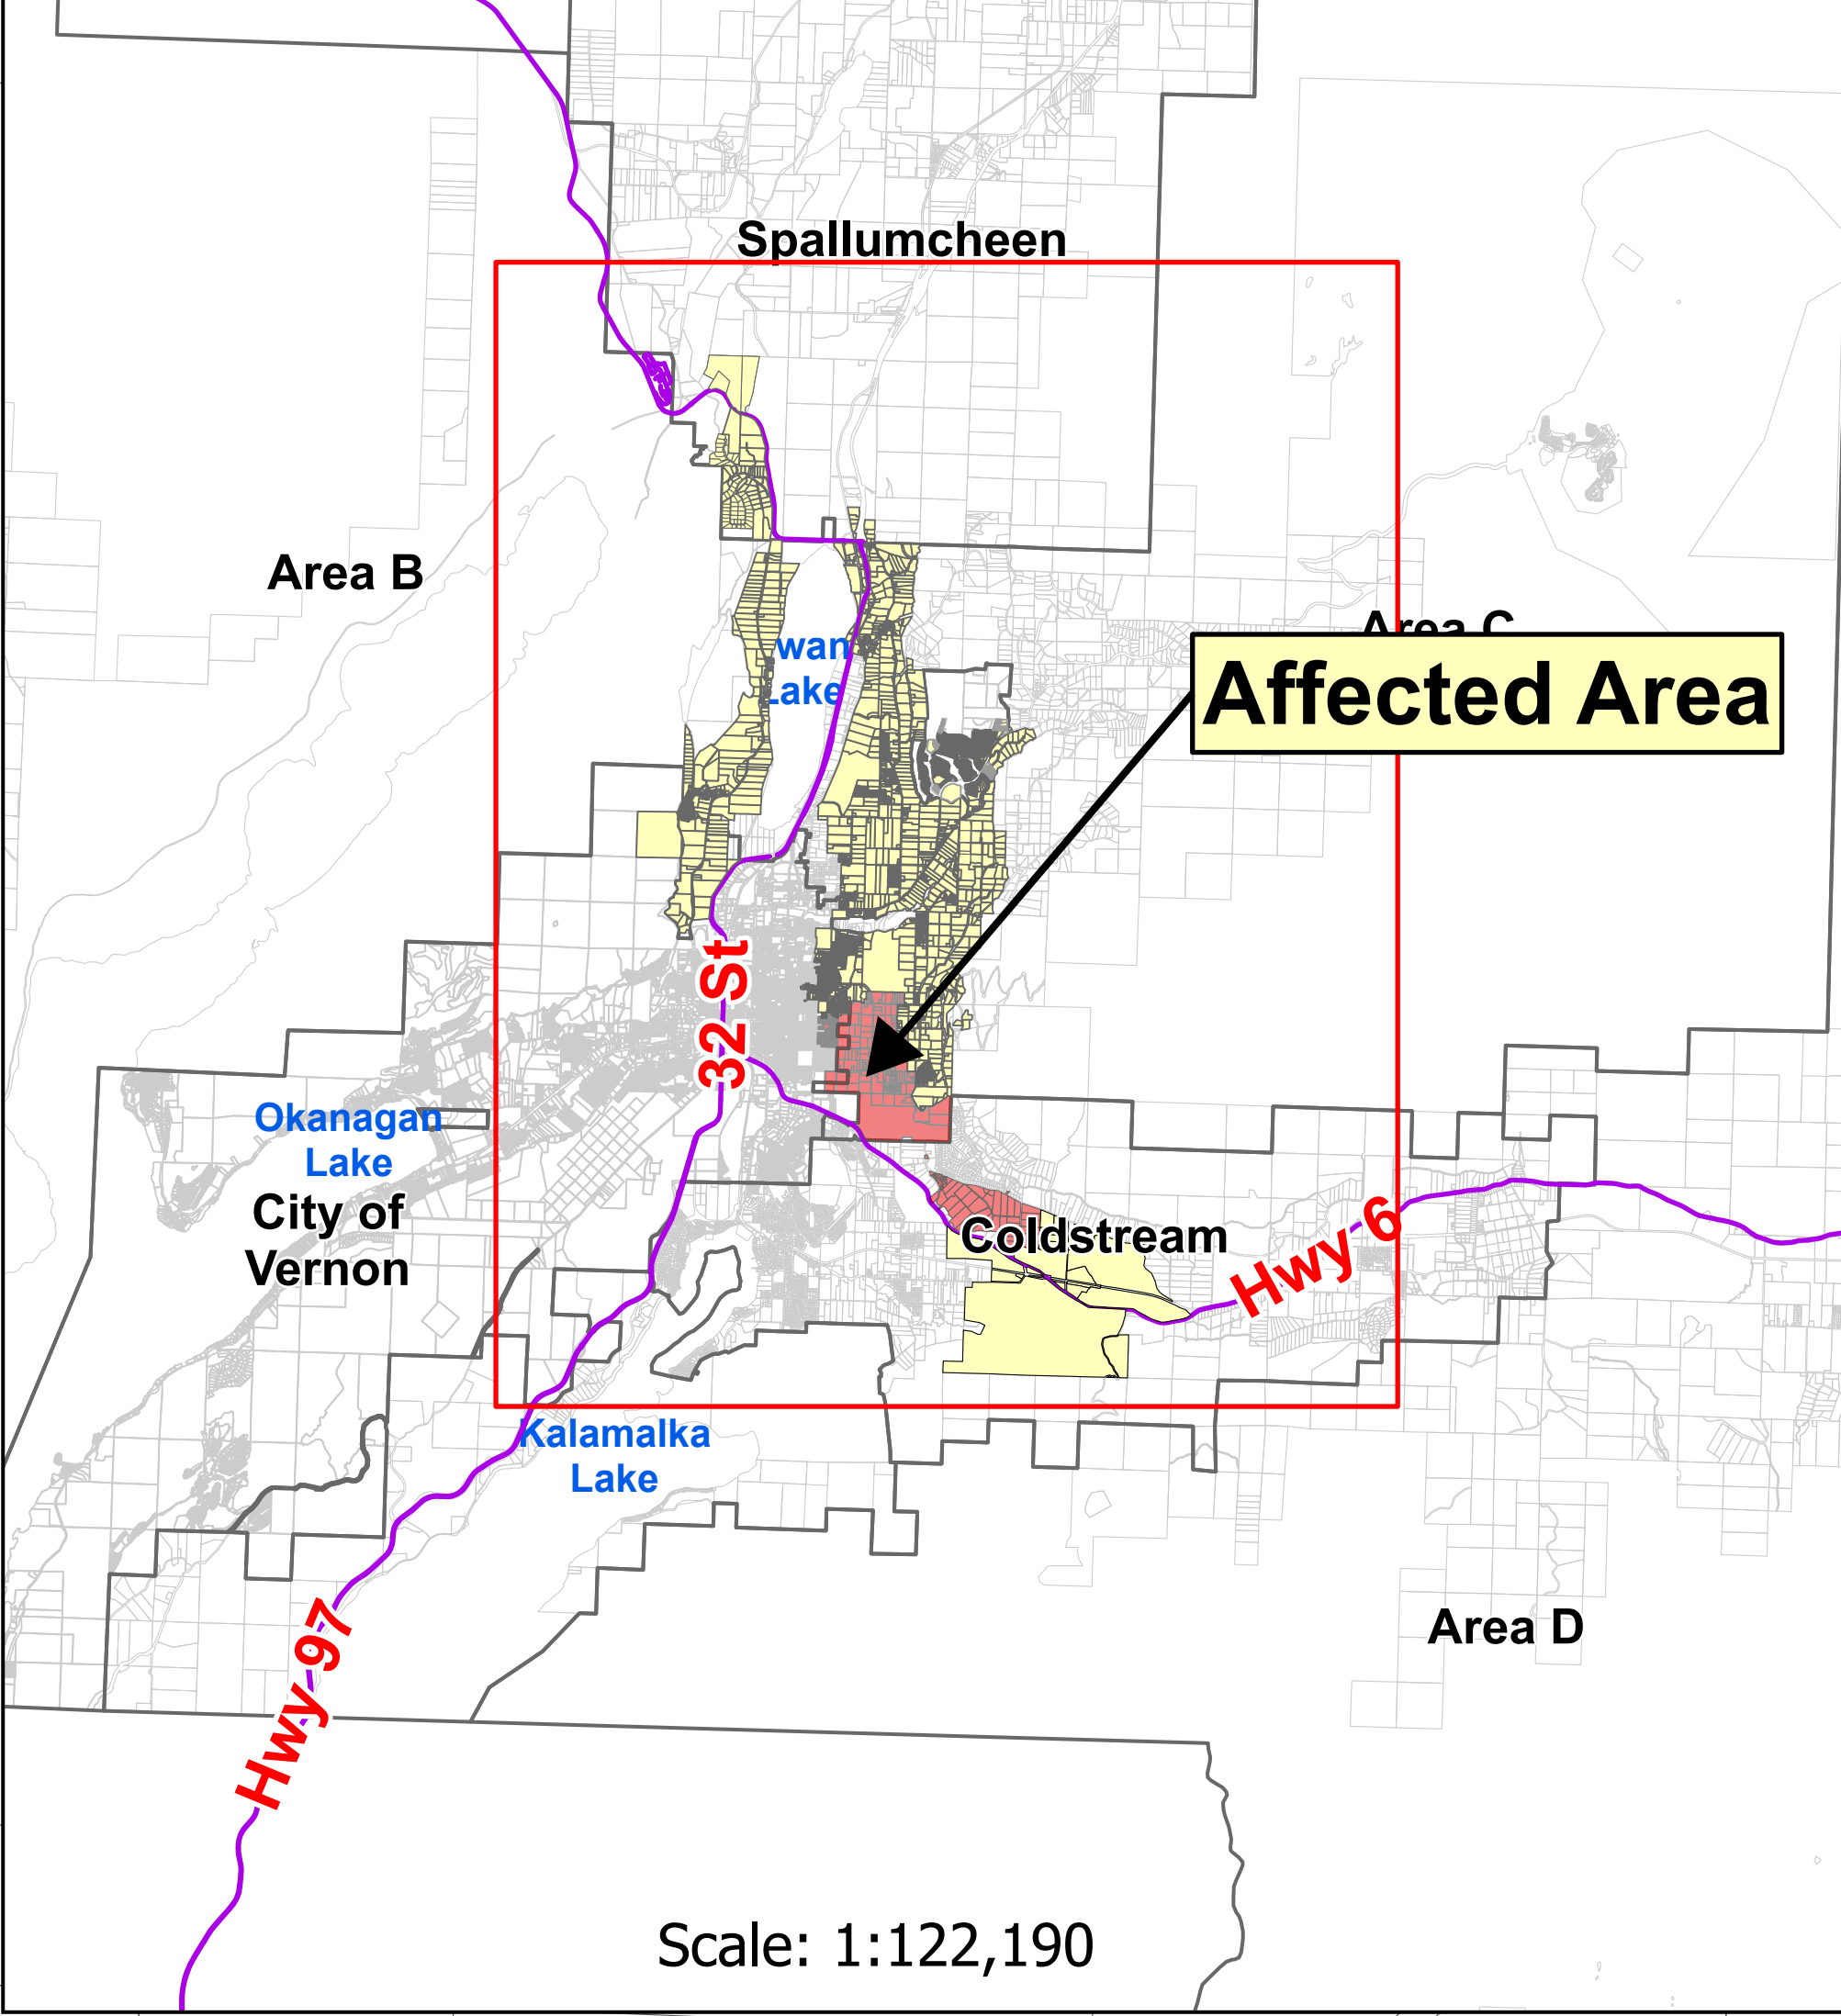 Spallumcheen
Area B
wan
Lake
Area C
Affected Area
32 St
Okanagan
Lake
City of
Vernon
Coldstream
Hwy 6
Kalamalka
Lake
Hwy 97
Area D
Scale: 1:122,190